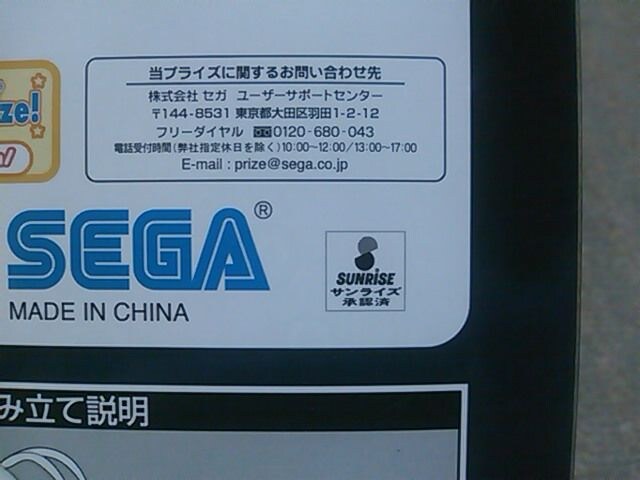 当プライズに関するお問い合わせ先
株式会社 セガ ユーザーサポートセンター
〒144-8531 東京都大田区羽田1-2-12
フリーダイヤル 0120-680-043
電話受付時間(弊社指定休日を除く)10:00〜12:00/13:00〜17:00
E-mail : prize@sega.co.jp
SEGA®
MADE IN CHINA
SUNRISE
サンライズ
承認済
み立て説明